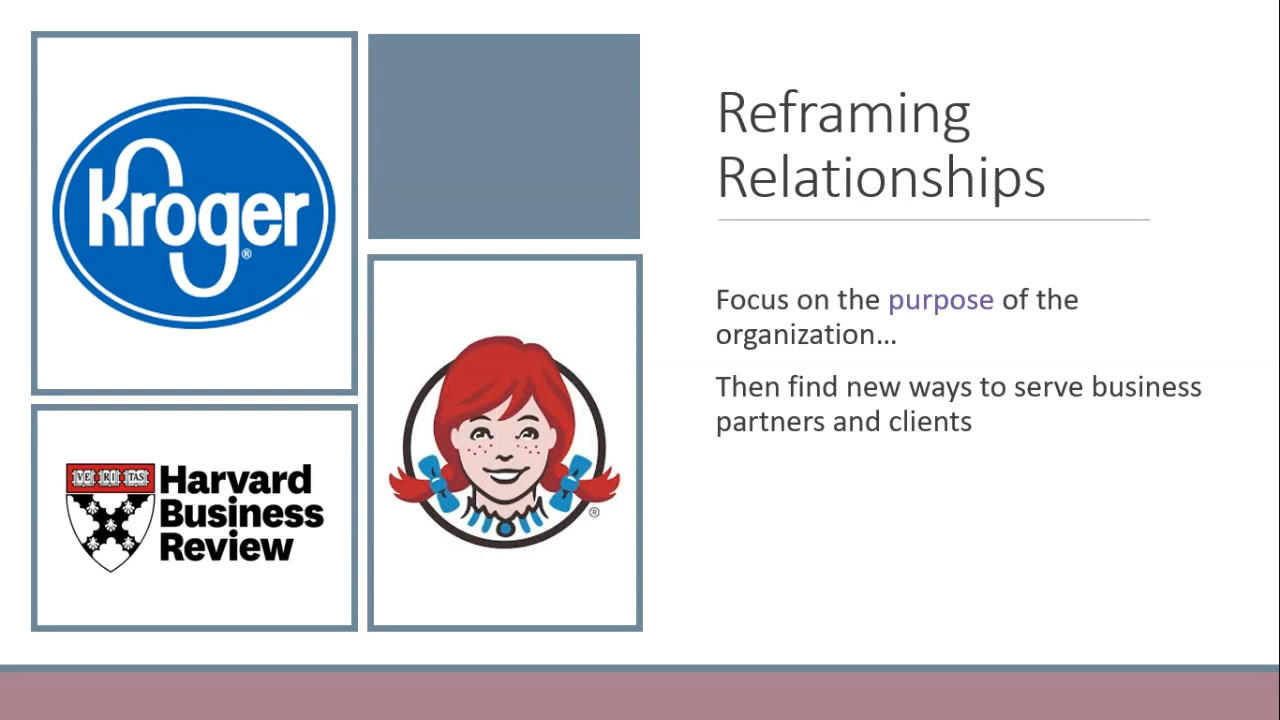 Kroger
®
VE RI TAS
Harvard
Business
Review
®
Reframing
Relationships
Focus on the purpose of the
organization...
Then find new ways to serve business
partners and clients